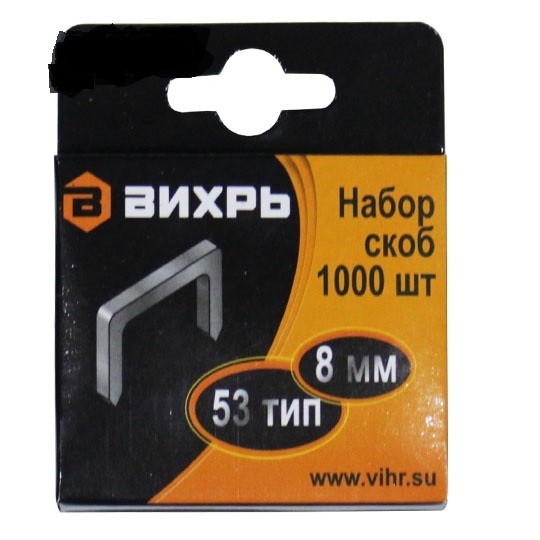 ВИХРЬ
Набор
скоб
1000 шт
8 мм
53 тип
www.vihr.su